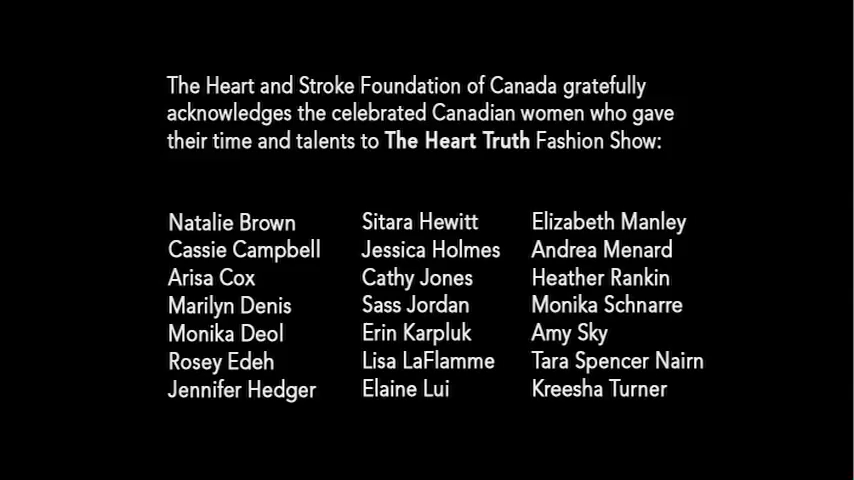 The Heart and Stroke Foundation of Canada gratefully
acknowledges the celebrated Canadian women who gave
their time and talents to The Heart Truth Fashion Show:
Natalie Brown
Cassie Campbell
Arisa Cox
Marilyn Denis
Monika Deol
Rosey Edeh
Jennifer Hedger
Sitara Hewitt
Jessica Holmes
Cathy Jones
Sass Jordan
Erin Karpluk
Lisa LaFlamme
Elaine Lui
Elizabeth Manley
Andrea Menard
Heather Rankin
Monika Schnarre
Amy Sky
Tara Spencer Nairn
Kreesha Turner